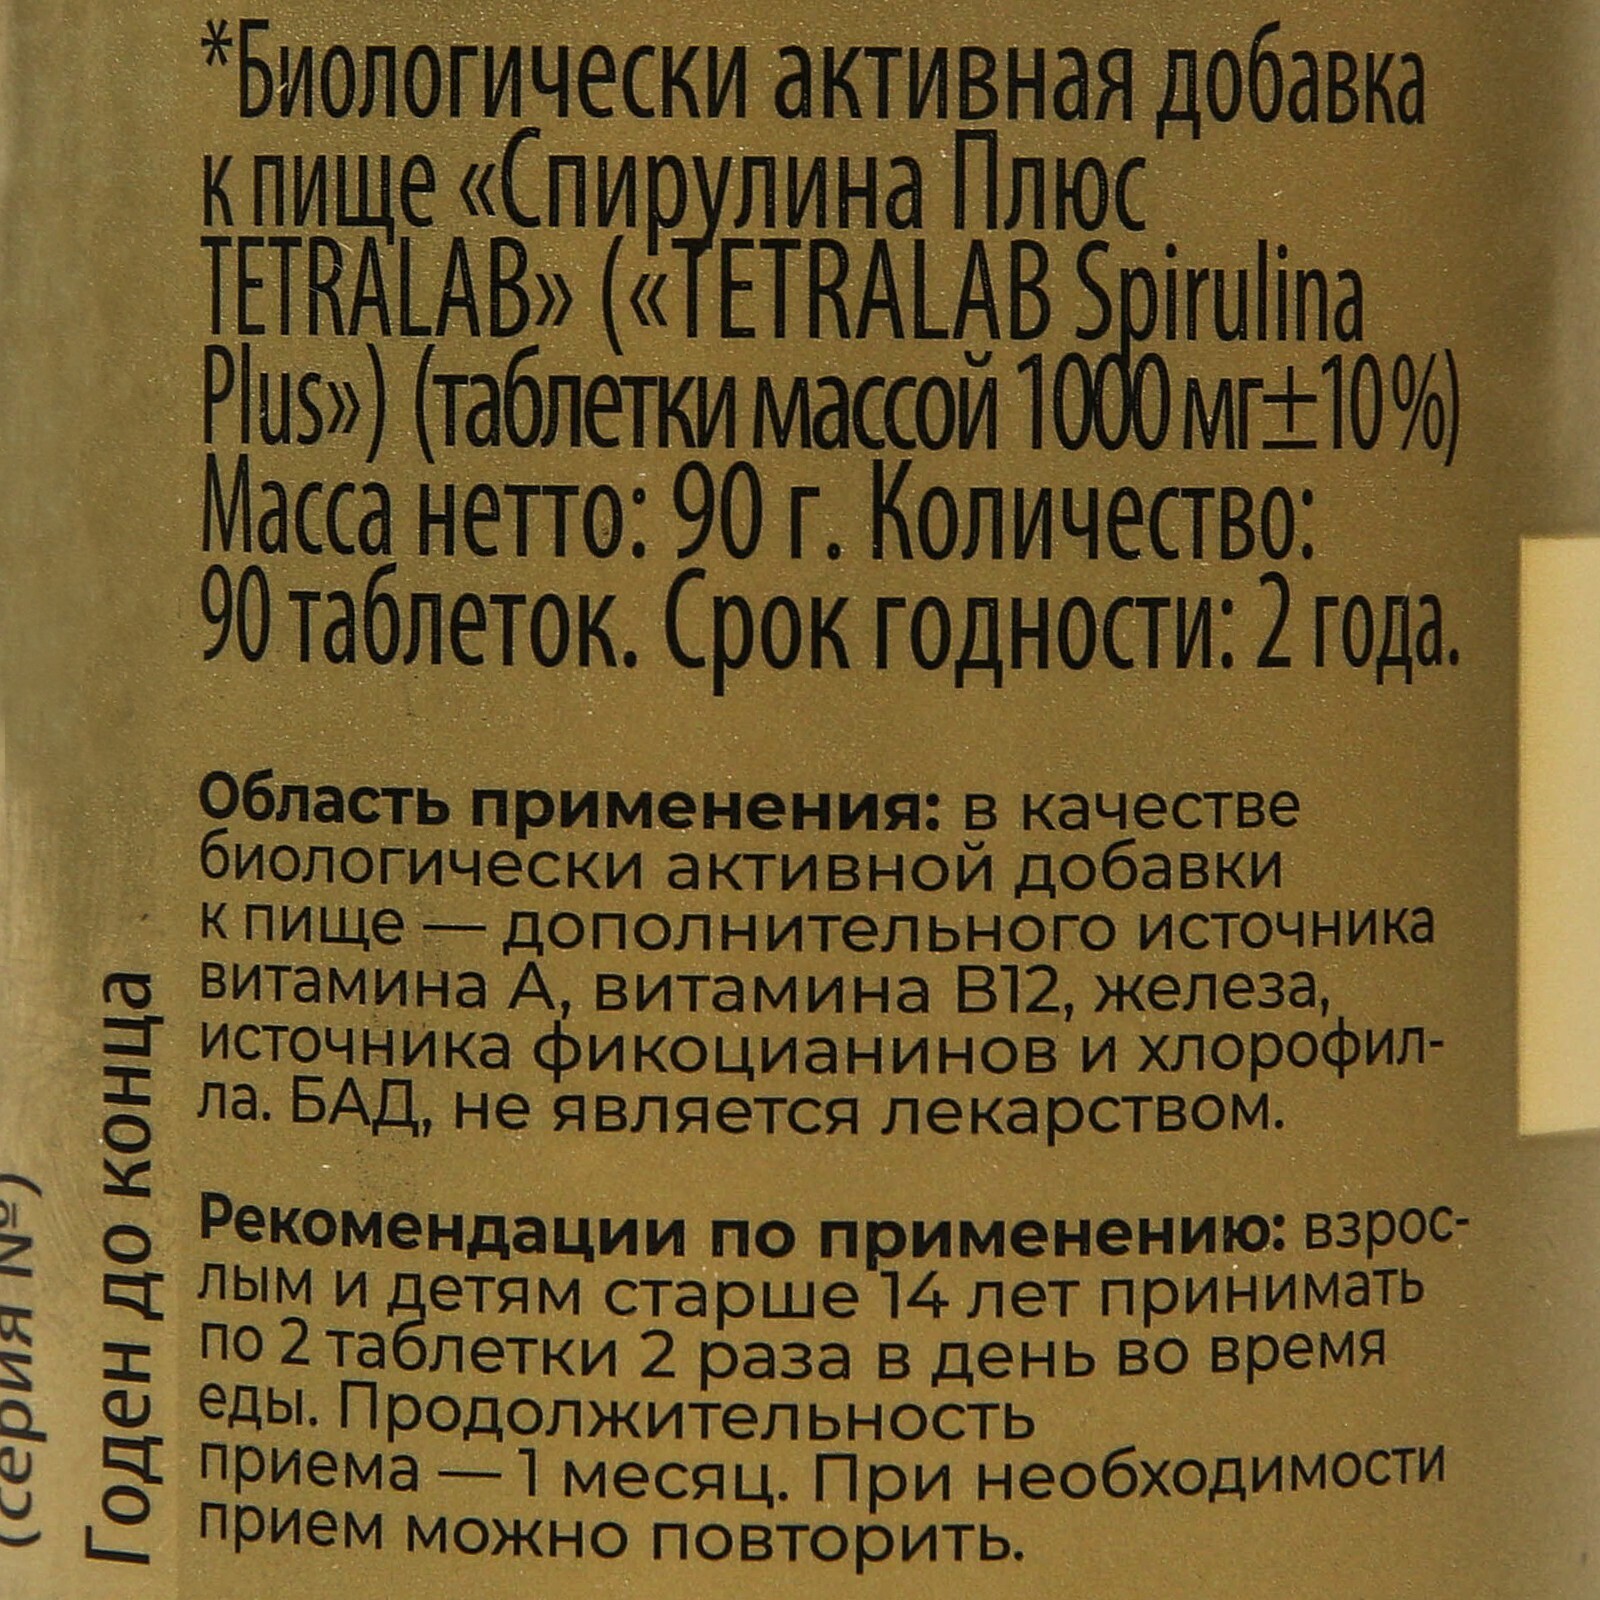 *Биологически активная добавка
к пище «Спирулина Плюс
TETRALAB» («TETRALAB Spirulina
Plus») (таблетки массой 1000 мг±10%)
Масса нетто: 90 г. Количество:
90 таблеток. Срок годности: 2 года.
Область применения: в качестве
биологически активной добавки
к пище — дополнительного источника
витамина А, витамина В12, железа,
источника фикоцианинов и хлорофил-
ла. БАД, не является лекарством.
Рекомендации по применению: взрос-
лым и детям старше 14 лет принимать
по 2 таблетки 2 раза в день во время
еды. Продолжительность
приема — 1 месяц. При необходимости
прием можно повторить.
Годен до конца
(серия №)